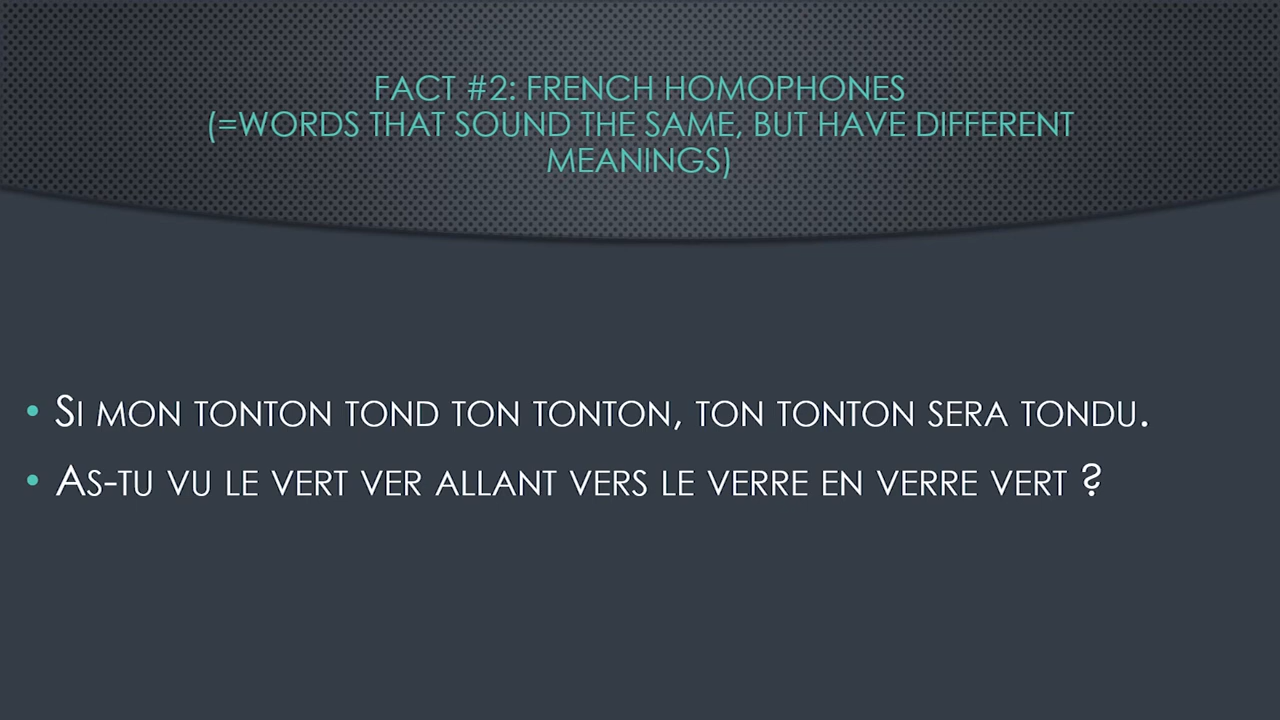 FACT #2: FRENCH HOMOPHONES
(=WORDS THAT SOUND THE SAME, BUT HAVE DIFFERENT
MEANINGS)
• SI MON TONTON TOND TON TONTON, TON TONTON SERA TONDU.
• AS-TU VU LE VERT VER ALLANT VERS LE VERRE EN VERRE VERT ?